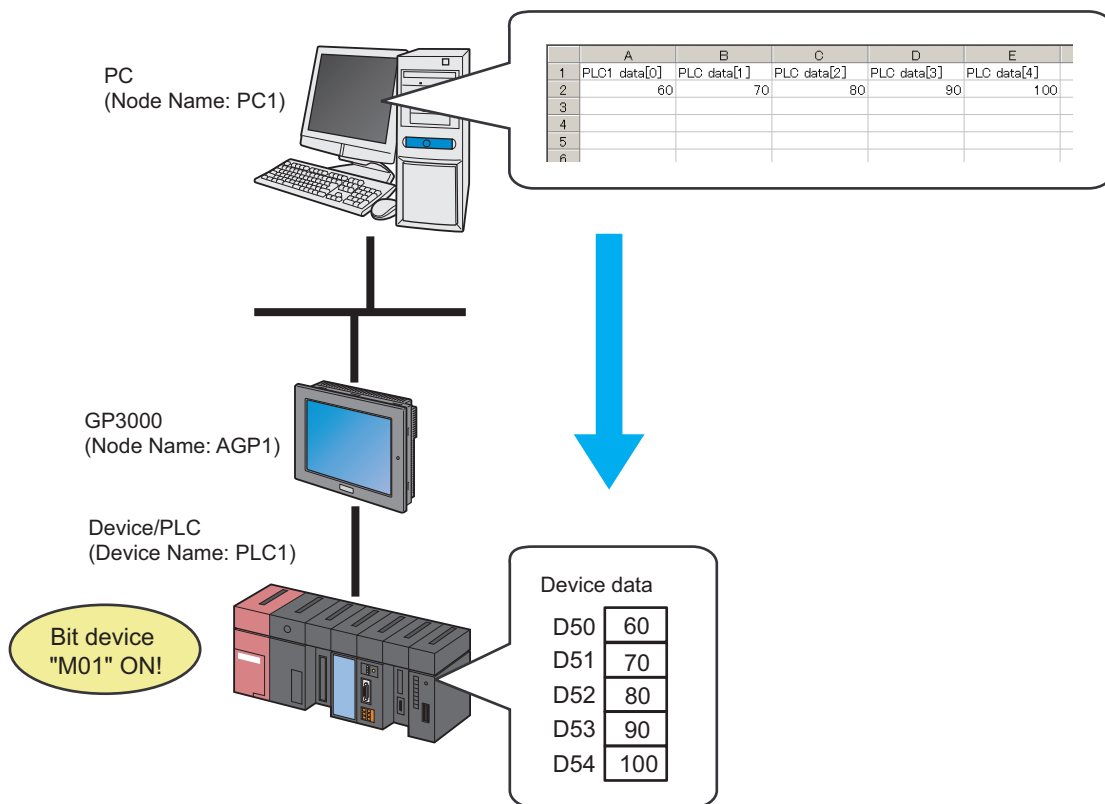 PC
(Node Name: PC1)
A B C D E
1 PLC1 data[0] PLC data[1] PLC data[2] PLC data[3] PLC data[4]
2 60 70 80 90 100
3
4
5
6
GP3000
(Node Name: AGP1)
Device/PLC
(Device Name: PLC1)
Bit device
"M01" ON!
Device data
D50 60
D51 70
D52 80
D53 90
D54 100